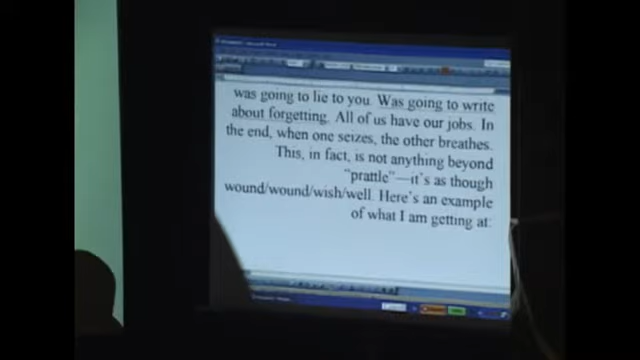 was going to lie to you. Was going to write
about forgetting. All of us have our jobs. In
the end, when one seizes, the other breathes.
This, in fact, is not anything beyond
"prattle"—it's as though
wound/wound/wish/well. Here's an example
of what I am getting at: